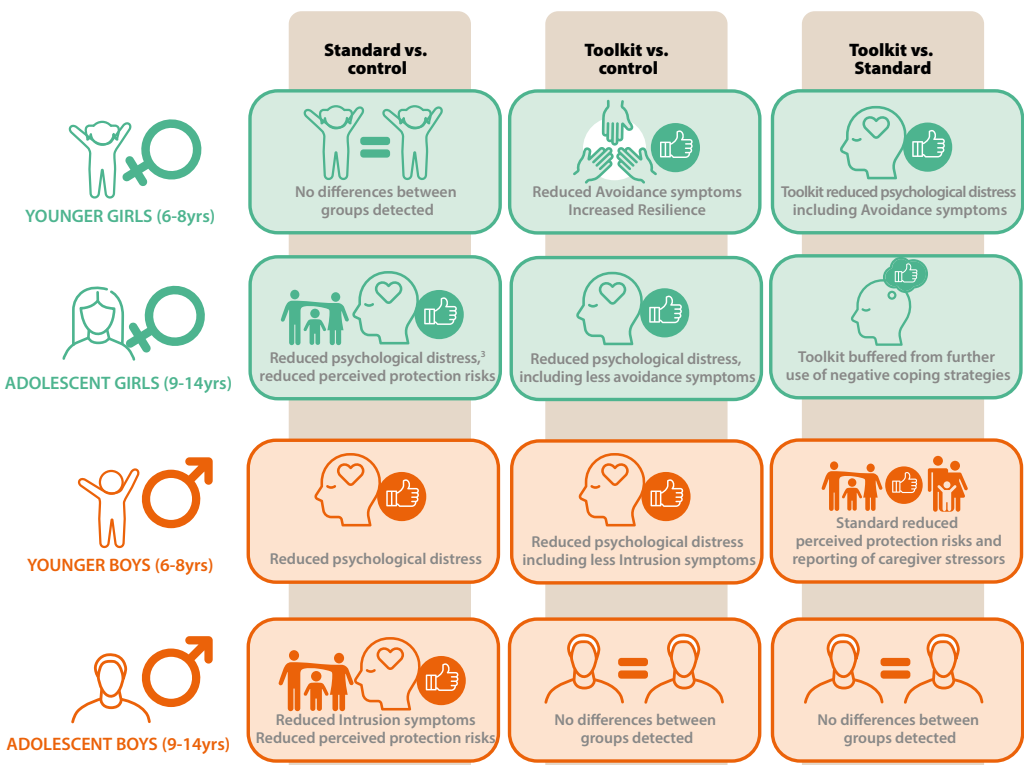 Standard vs.
control
Toolkit vs.
control
Toolkit vs.
Standard
YOUNGER GIRLS (6-8yrs)
No differences between
groups detected
Reduced Avoidance symptoms
Increased Resilience
Toolkit reduced psychological distress
including Avoidance symptoms
ADOLESCENT GIRLS (9-14yrs)
Reduced psychological distress,³
reduced perceived protection risks
Reduced psychological distress,
including less avoidance symptoms
Toolkit buffered from further
use of negative coping strategies
YOUNGER BOYS (6-8yrs)
Reduced psychological distress
Reduced psychological distress
including less Intrusion symptoms
Standard reduced
perceived protection risks and
reporting of caregiver stressors
ADOLESCENT BOYS (9-14yrs)
Reduced Intrusion symptoms
Reduced perceived protection risks
No differences between
groups detected
No differences between
groups detected